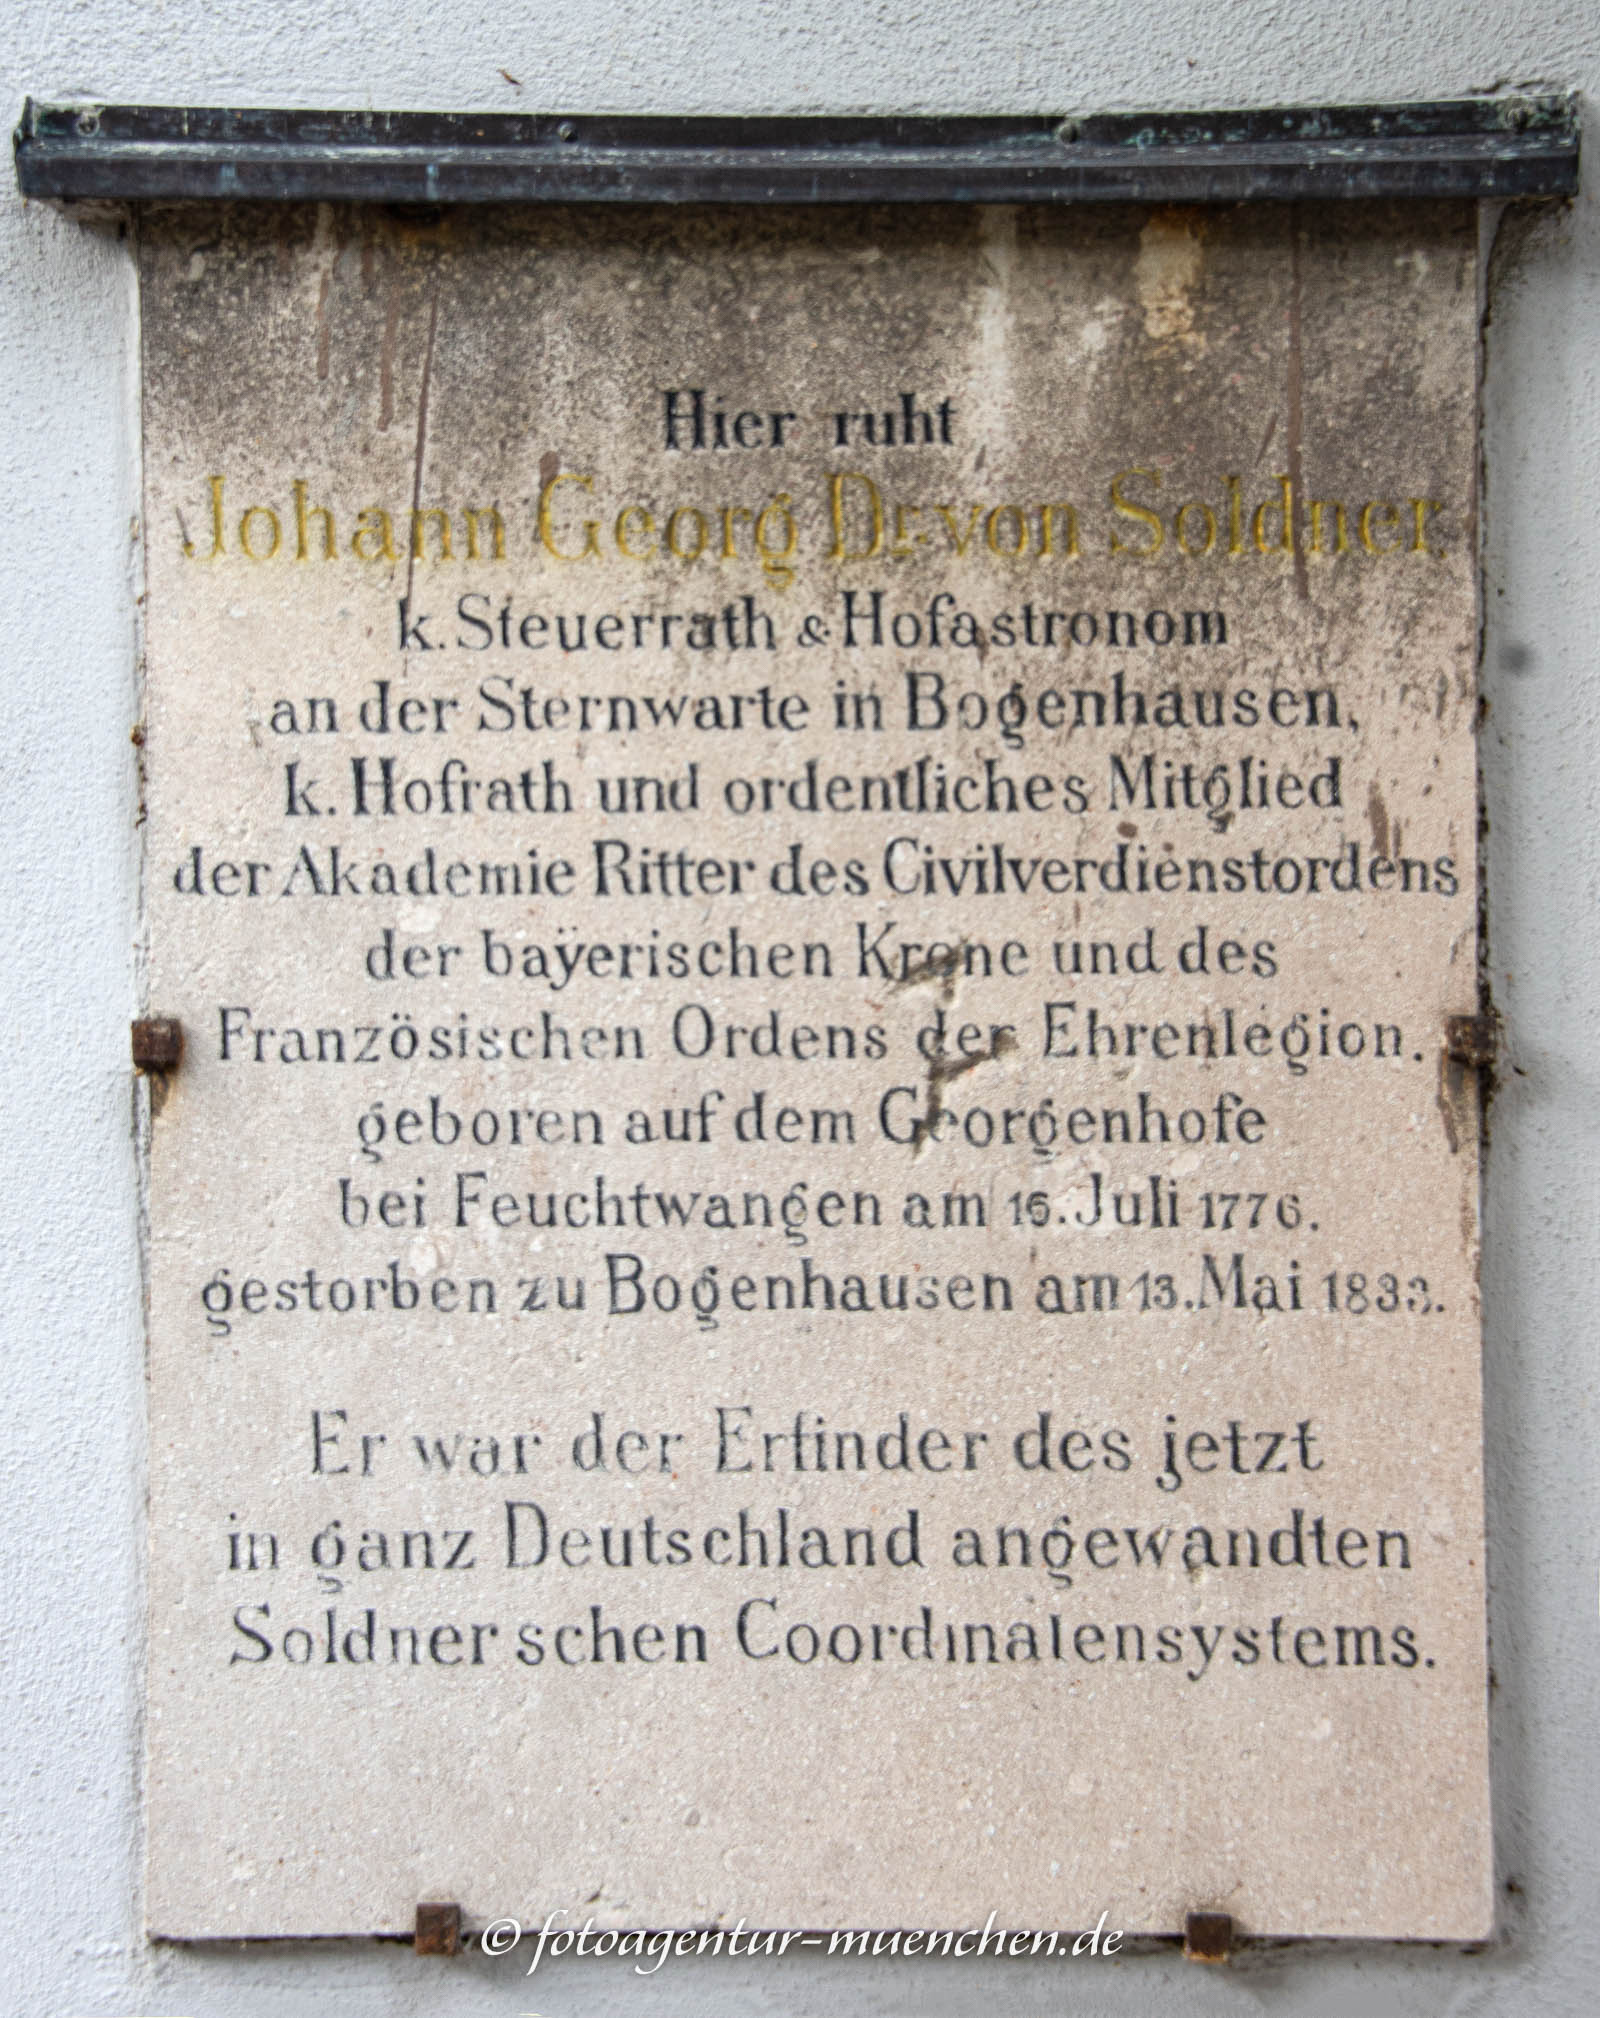 Hier ruht
Johann Georg Dr. von Soldner.
k. Steuerrath & Hofastronom
an der Sternwarte in Bogenhausen,
k. Hofrath und ordentliches Mitglied
der Akademie Ritter des Civilverdienstordens
der baÿerischen Krone und des
Französischen Ordens der Ehrenlegion.
geboren auf dem Georgenhofe
bei Feuchtwangen am 16. Juli 1776.
gestorben zu Bogenhausen am 13. Mai 1833.
Er war der Erfinder des jetzt
in ganz Deutschland angewandten
Soldner'schen Coordinatensystems.
© fotoagentur-muenchen.de